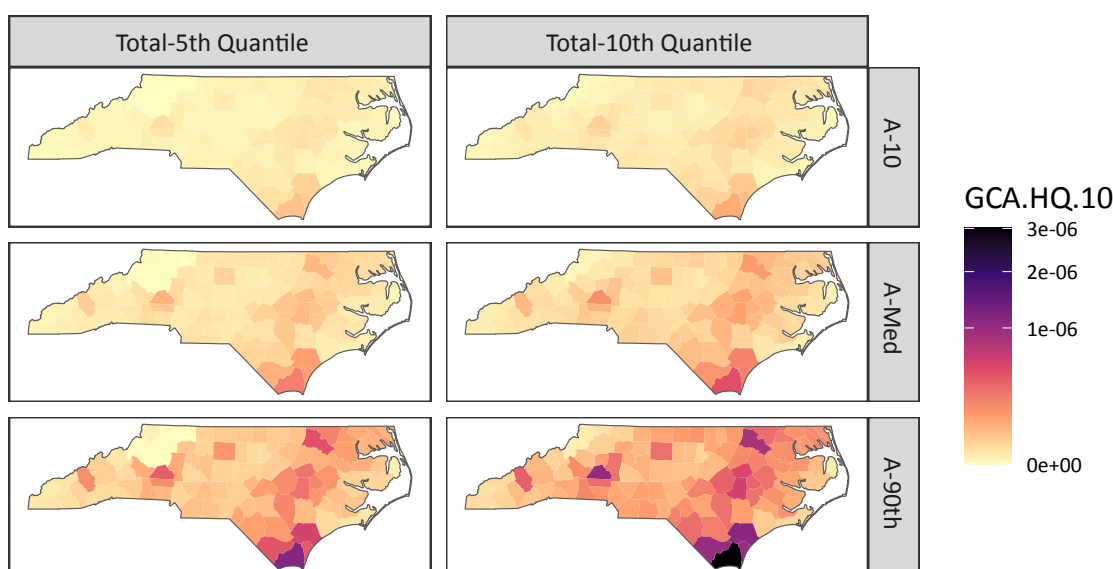 Total-5th Quantile
Total-10th Quantile
A-10
A-Med
A-90th
GCA.HQ.10
3e-06
2e-06
1e-06
0e+00